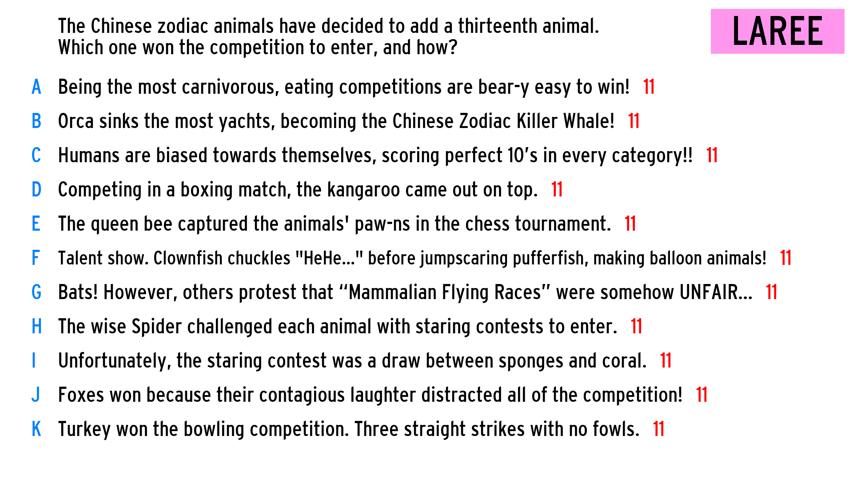 The Chinese zodiac animals have decided to add a thirteenth animal.
Which one won the competition to enter, and how?
LAREE
A Being the most carnivorous, eating competitions are bear-y easy to win! 11
B Orca sinks the most yachts, becoming the Chinese Zodiac Killer Whale! 11
C Humans are biased towards themselves, scoring perfect 10's in every category!! 11
D Competing in a boxing match, the kangaroo came out on top. 11
E The queen bee captured the animals' paw-ns in the chess tournament. 11
F Talent show. Clownfish chuckles "HeHe..." before jumpscaring pufferfish, making balloon animals! 11
G Bats! However, others protest that “Mammalian Flying Races” were somehow UNFAIR... 11
H The wise Spider challenged each animal with staring contests to enter. 11
I Unfortunately, the staring contest was a draw between sponges and coral. 11
J Foxes won because their contagious laughter distracted all of the competition! 11
K Turkey won the bowling competition. Three straight strikes with no fowls. 11